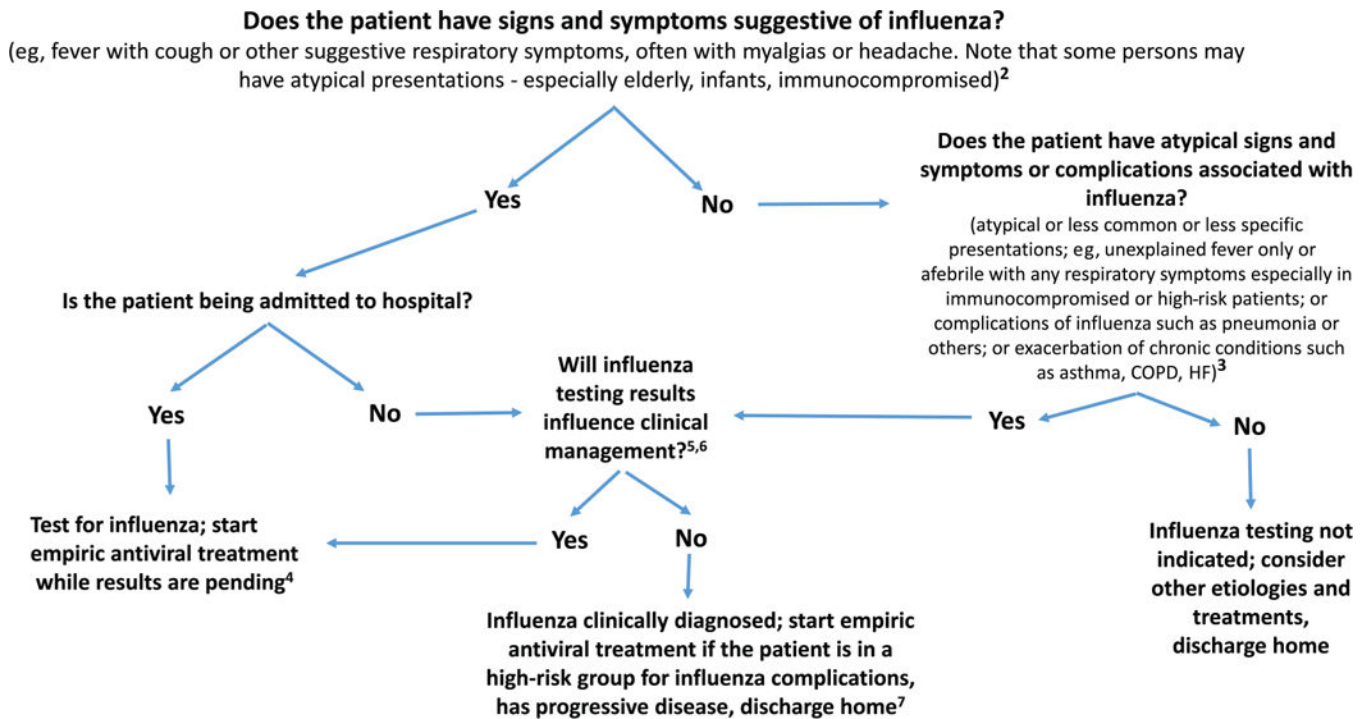 Does the patient have signs and symptoms suggestive of influenza?
(eg, fever with cough or other suggestive respiratory symptoms, often with myalgias or headache. Note that some persons may
have atypical presentations - especially elderly, infants, immunocompromised)2
Yes
No
Does the patient have atypical signs and
symptoms or complications associated with
influenza?
(atypical or less common or less specific
presentations; eg, unexplained fever only or
afebrile with any respiratory symptoms especially in
immunocompromised or high-risk patients; or
complications of influenza such as pneumonia or
others; or exacerbation of chronic conditions such
as asthma, COPD, HF)3
Is the patient being admitted to hospital?
Yes
No
Will influenza
testing results
influence clinical
management?5,6
Yes
No
Test for influenza; start
empiric antiviral treatment
while results are pending4
Yes
No
Influenza clinically diagnosed; start empiric
antiviral treatment if the patient is in a
high-risk group for influenza complications,
has progressive disease, discharge home7
Influenza testing not
indicated; consider
other etiologies and
treatments,
discharge home